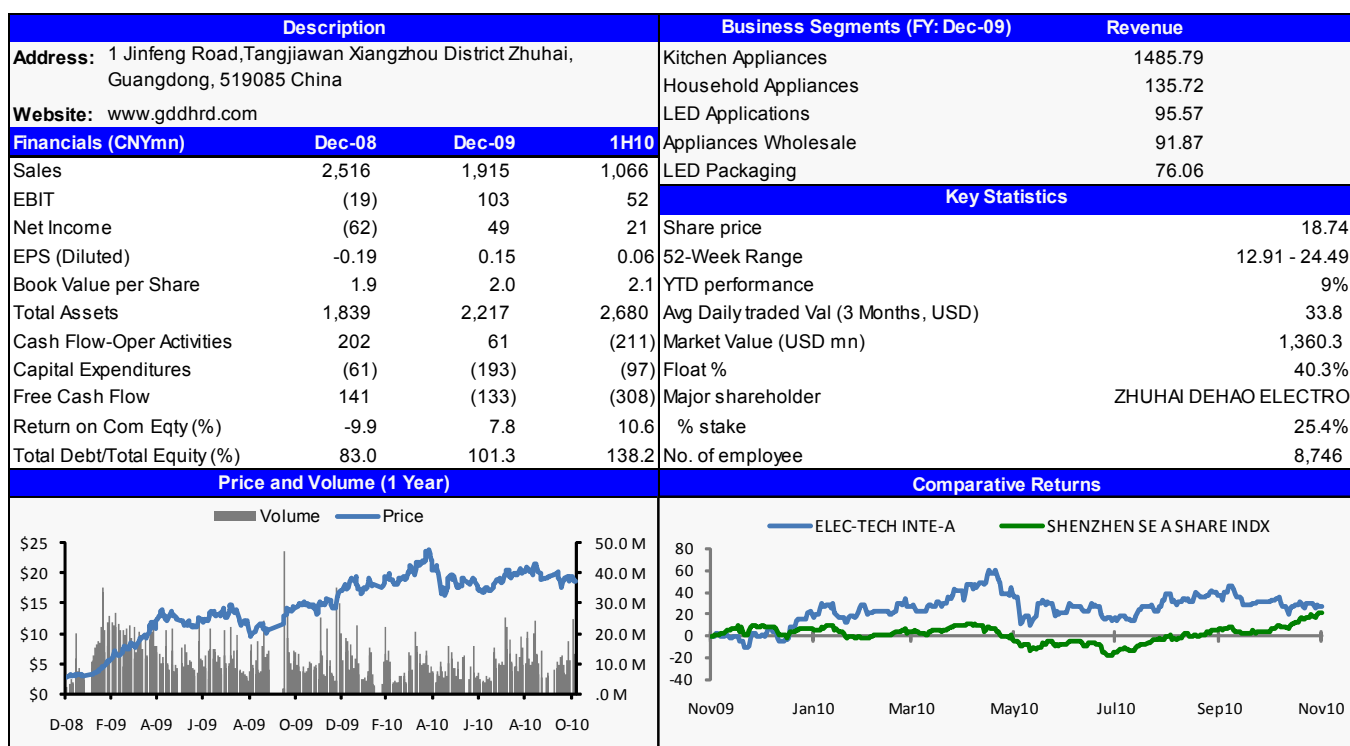 Description
Address: 1 Jinfeng Road,Tangjiawan Xiangzhou District Zhuhai,
Guangdong, 519085 China
Website: www.gddhrd.com
Financials (CNYmn) Dec-08 Dec-09 1H10
Sales 2,516 1,915 1,066
EBIT (19) 103 52
Net Income (62) 49 21
EPS (Diluted) -0.19 0.15 0.06
Book Value per Share 1.9 2.0 2.1
Total Assets 1,839 2,217 2,680
Cash Flow-Oper Activities 202 61 (211)
Capital Expenditures (61) (193) (97)
Free Cash Flow 141 (133) (308)
Return on Com Eqty (%) -9.9 7.8 10.6
Total Debt/Total Equity (%) 83.0 101.3 138.2
Business Segments (FY: Dec-09) Revenue
Kitchen Appliances 1485.79
Household Appliances 135.72
LED Applications 95.57
Appliances Wholesale 91.87
LED Packaging 76.06
Key Statistics
Share price 18.74
52-Week Range 12.91 - 24.49
YTD performance 9%
Avg Daily traded Val (3 Months, USD) 33.8
Market Value (USD mn) 1,360.3
Float % 40.3%
Major shareholder ZHUHAI DEHAO ELECTRO
% stake 25.4%
No. of employee 8,746
Price and Volume (1 Year)
Volume Price
$25 50.0 M
$20 40.0 M
$15 30.0 M
$10 20.0 M
$5 10.0 M
$0 .0 M
D-08 F-09 A-09 J-09 A-09 O-09 D-09 F-10 A-10 J-10 A-10 O-10
Comparative Returns
ELEC-TECH INTE-A SHENZHEN SE A SHARE INDX
80
60
40
20
0
-20
-40
Nov09 Jan10 Mar10 May10 Jul10 Sep10 Nov10